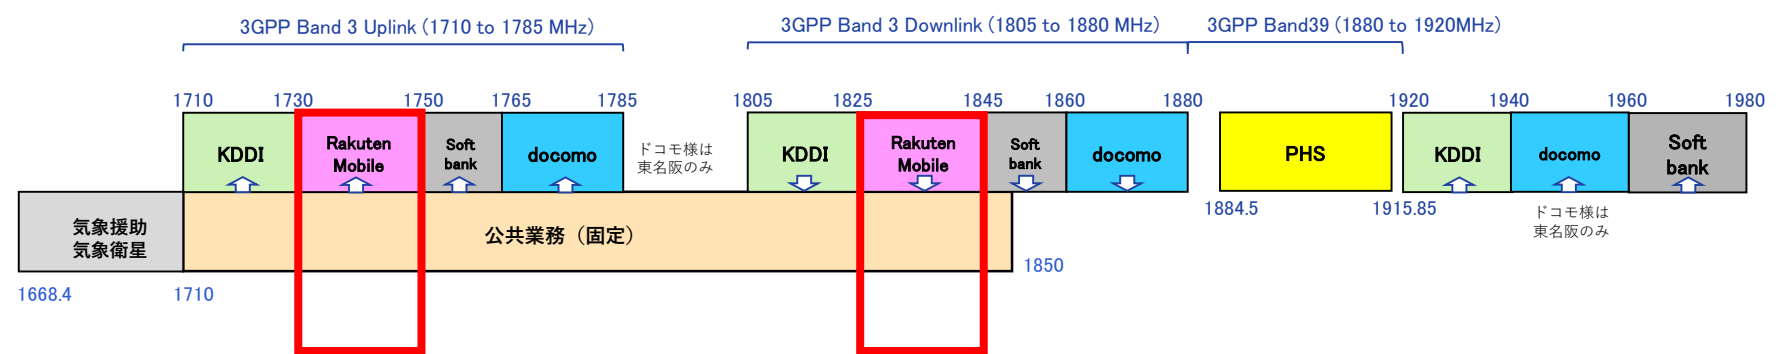 3GPP Band 3 Uplink (1710 to 1785 MHz)
3GPP Band 3 Downlink (1805 to 1880 MHz)
3GPP Band39 (1880 to 1920MHz)
1710
1730
1750
1765
1785
1805
1825
1845
1860
1880
1920
1940
1960
1980
KDDI
Rakuten
Mobile
Soft
bank
docomo
ドコモ様は
東名阪のみ
KDDI
Rakuten
Mobile
Soft
bank
docomo
PHS
KDDI
docomo
Soft
bank
1884.5
1915.85
ドコモ様は
東名阪のみ
気象援助
気象衛星
公共業務（固定）
1850
1668.4
1710